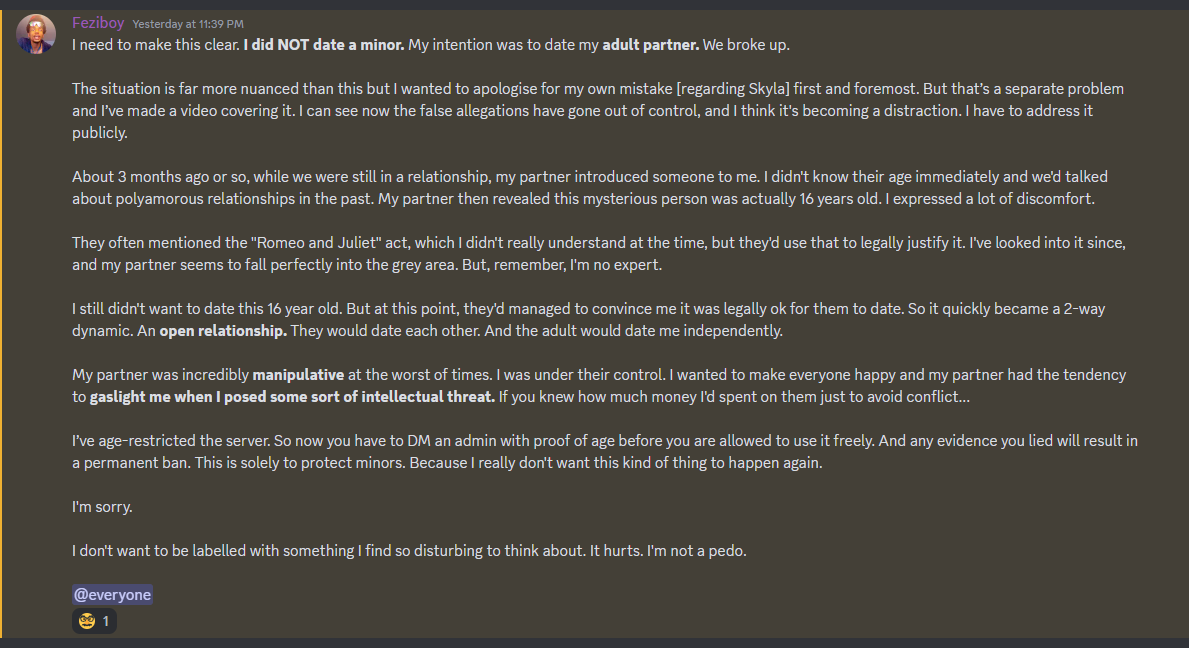 Feziboy Yesterday at 11:39 PM
I need to make this clear. I did NOT date a minor. My intention was to date my adult partner. We broke up.
The situation is far more nuanced than this but I wanted to apologise for my own mistake [regarding Skyla] first and foremost. But that's a separate problem
and I've made a video covering it. I can see now the false allegations have gone out of control, and I think it's becoming a distraction. I have to address it
publicly.
About 3 months ago or so, while we were still in a relationship, my partner introduced someone to me. I didn't know their age immediately and we'd talked
about polyamorous relationships in the past. My partner then revealed this mysterious person was actually 16 years old. I expressed a lot of discomfort.
They often mentioned the "Romeo and Juliet" act, which I didn't really understand at the time, but they'd use that to legally justify it. I've looked into it since,
and my partner seems to fall perfectly into the grey area. But, remember, I'm no expert.
I still didn't want to date this 16 year old. But at this point, they'd managed to convince me it was legally ok for them to date. So it quickly became a 2-way
dynamic. An open relationship. They would date each other. And the adult would date me independently.
My partner was incredibly manipulative at the worst of times. I was under their control. I wanted to make everyone happy and my partner had the tendency
to gaslight me when I posed some sort of intellectual threat. If you knew how much money I'd spent on them just to avoid conflict...
I've age-restricted the server. So now you have to DM an admin with proof of age before you are allowed to use it freely. And any evidence you lied will result in
a permanent ban. This is solely to protect minors. Because I really don't want this kind of thing to happen again.
I'm sorry.
I don't want to be labelled with something I find so disturbing to think about. It hurts. I'm not a pedo.
@everyone
1